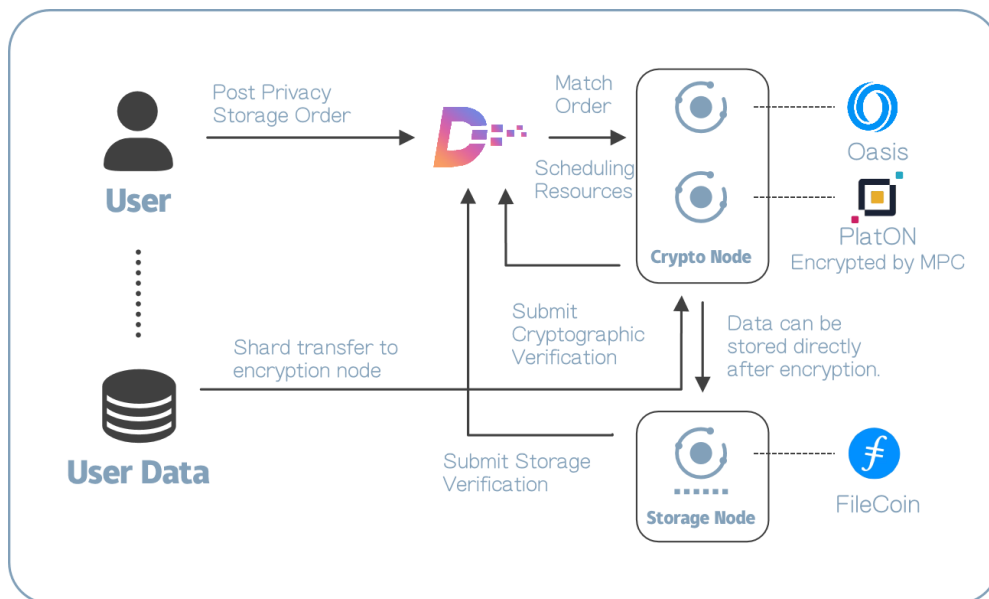 Post Privacy
Storage Order
Match
Order
Scheduling
Resources
User
Oasis
PlatON
Encrypted by MPC
Crypto Node
Submit
Cryptographic
Verification
Data can be
stored directly
after encryption.
Shard transfer to
encryption node
User Data
Submit Storage
Verification
Storage Node
FileCoin